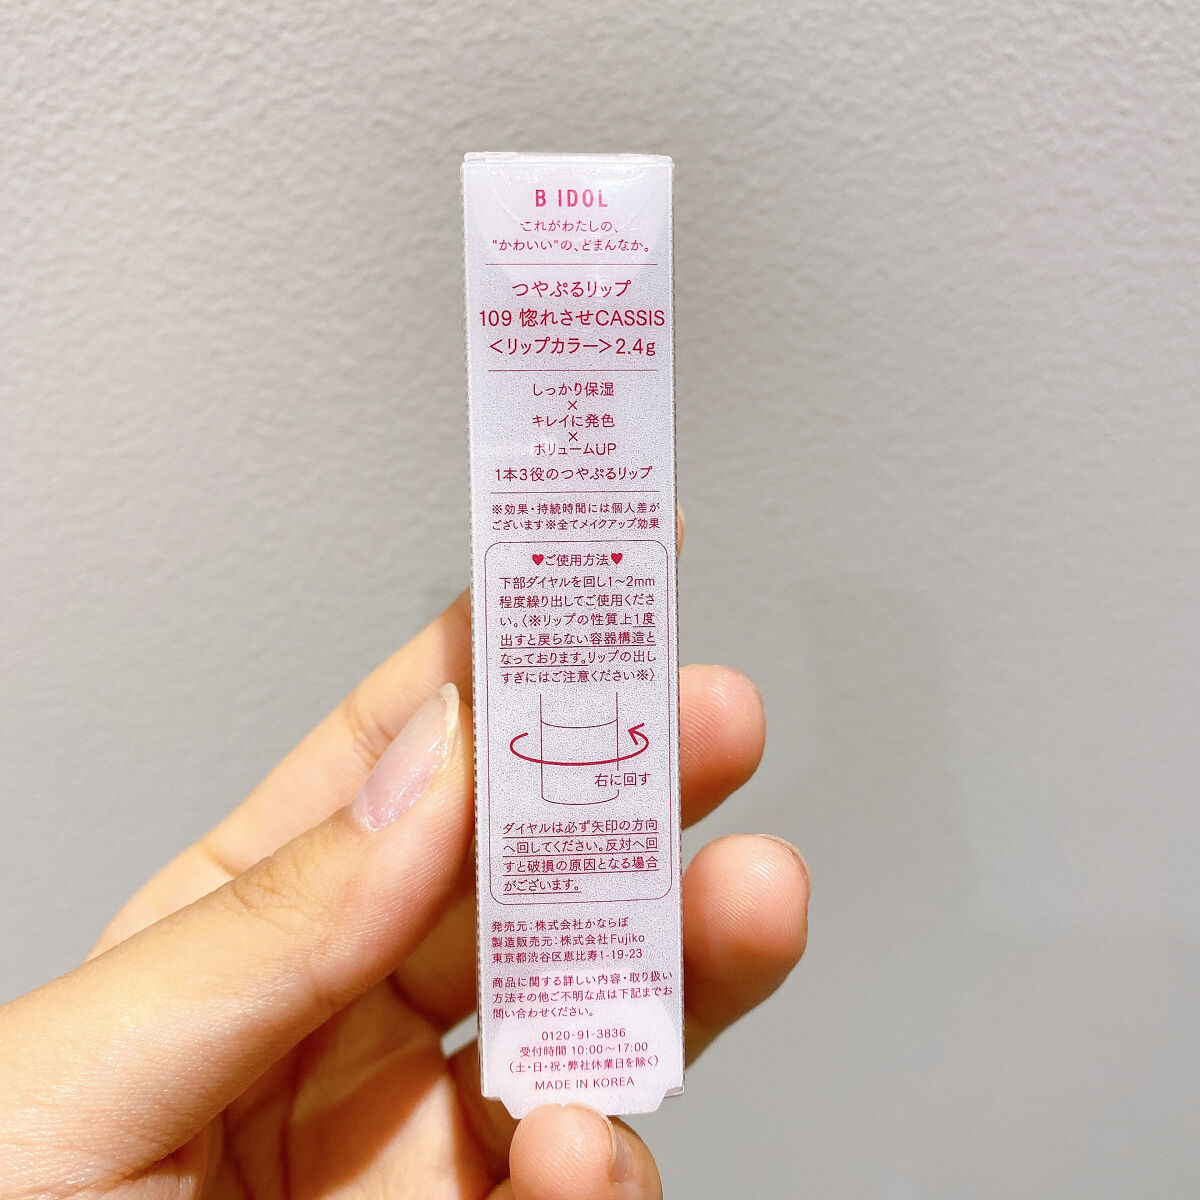 B IDOL
これがわたしの、
“かわいい”の、どまんなか。
つやぷるリップ
109 惚れさせCASSIS
<リップカラー>2.4g
しっかり保湿
×
キレイに発色
×
ボリュームUP
1本3役のつやぷるリップ
※効果・持続時間には個人差が
ございます※全てメイクアップ効果
♥ご使用方法♥
下部ダイヤルを回し1〜2mm
程度繰り出してご使用くださ
い。(※リップの性質上1度
出すと戻らない容器構造と
なっております。リップの出し
すぎにはご注意ください※)
右に回す
ダイヤルは必ず矢印の方向
へ回してください。反対へ回
すと破損の原因となる場合
がございます。
発売元:株式会社かならぼ
製造販売元:株式会社Fujiko
東京都渋谷区恵比寿1-19-23
商品に関する詳しい内容・取り扱い
方法その他ご不明な点は下記までお
問い合わせください。
0120-91-3836
受付時間 10:00〜17:00
(土・日・祝・弊社休業日を除く)
MADE IN KOREA